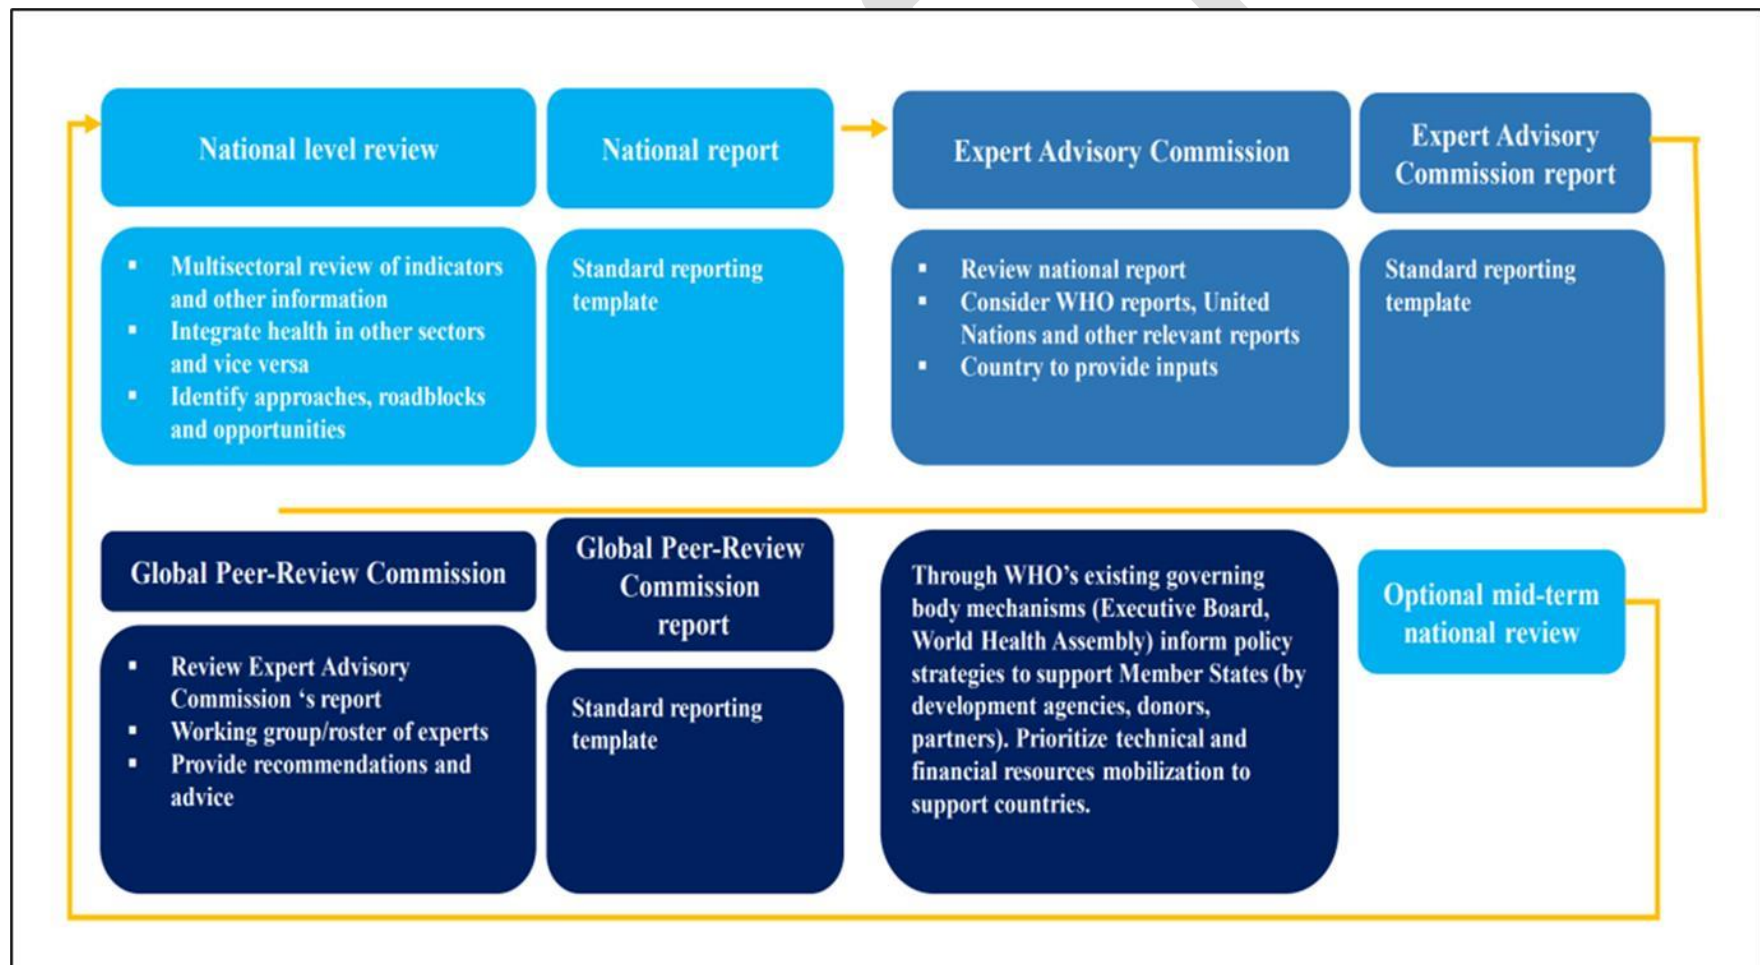 National level review
National report
Expert Advisory Commission
Expert Advisory
Commission report
▪ Multisectoral review of indicators
and other information
▪ Integrate health in other sectors
and vice versa
▪ Identify approaches, roadblocks
and opportunities
Standard reporting
template
▪ Review national report
▪ Consider WHO reports, United
Nations and other relevant reports
▪ Country to provide inputs
Standard reporting
template
Global Peer-Review Commission
Global Peer-Review
Commission
report
▪ Review Expert Advisory
Commission ‘s report
▪ Working group/roster of experts
▪ Provide recommendations and
advice
Standard reporting
template
Through WHO’s existing governing
body mechanisms (Executive Board,
World Health Assembly) inform policy
strategies to support Member States (by
development agencies, donors,
partners). Prioritize technical and
financial resources mobilization to
support countries.
Optional mid-term
national review